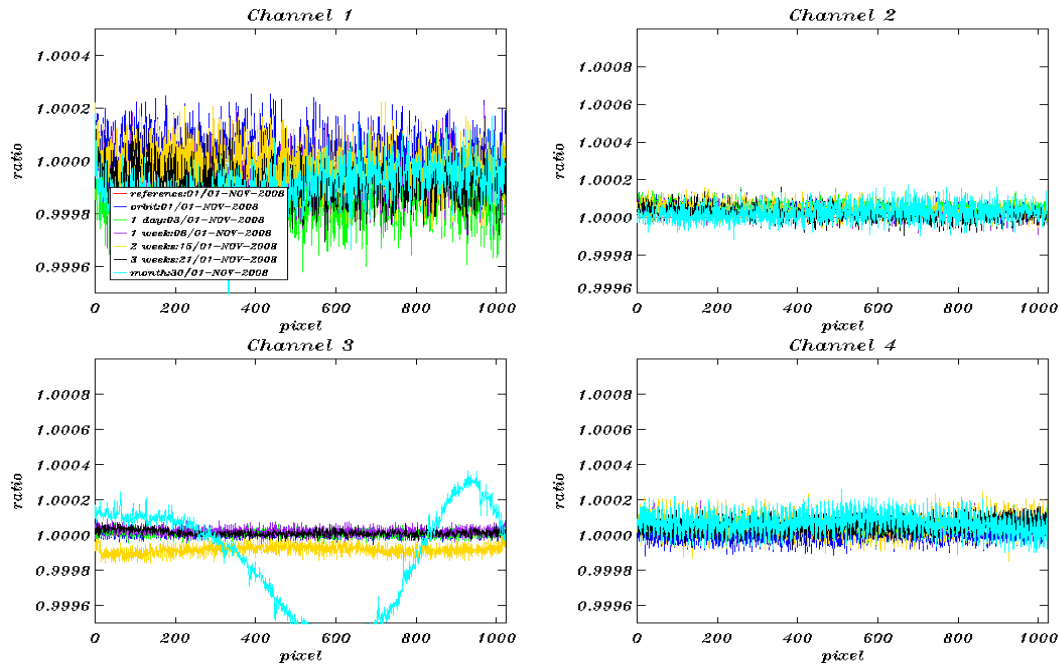 Channel 1
1.0004
1.0002
1.0000
0.9998
0.9996
ratio
reference:01/01-NOV-2008
orbit:01/01-NOV-2008
1 day:03/01-NOV-2008
1 week:08/01-NOV-2008
2 weeks:15/01-NOV-2008
3 weeks:21/01-NOV-2008
month:30/01-NOV-2008
0 200 400 600 800 1000
pixel
Channel 2
1.0008
1.0006
1.0004
1.0002
1.0000
0.9998
0.9996
ratio
0 200 400 600 800 1000
pixel
Channel 3
1.0008
1.0006
1.0004
1.0002
1.0000
0.9998
0.9996
ratio
0 200 400 600 800 1000
pixel
Channel 4
1.0008
1.0006
1.0004
1.0002
1.0000
0.9998
0.9996
ratio
0 200 400 600 800 1000
pixel